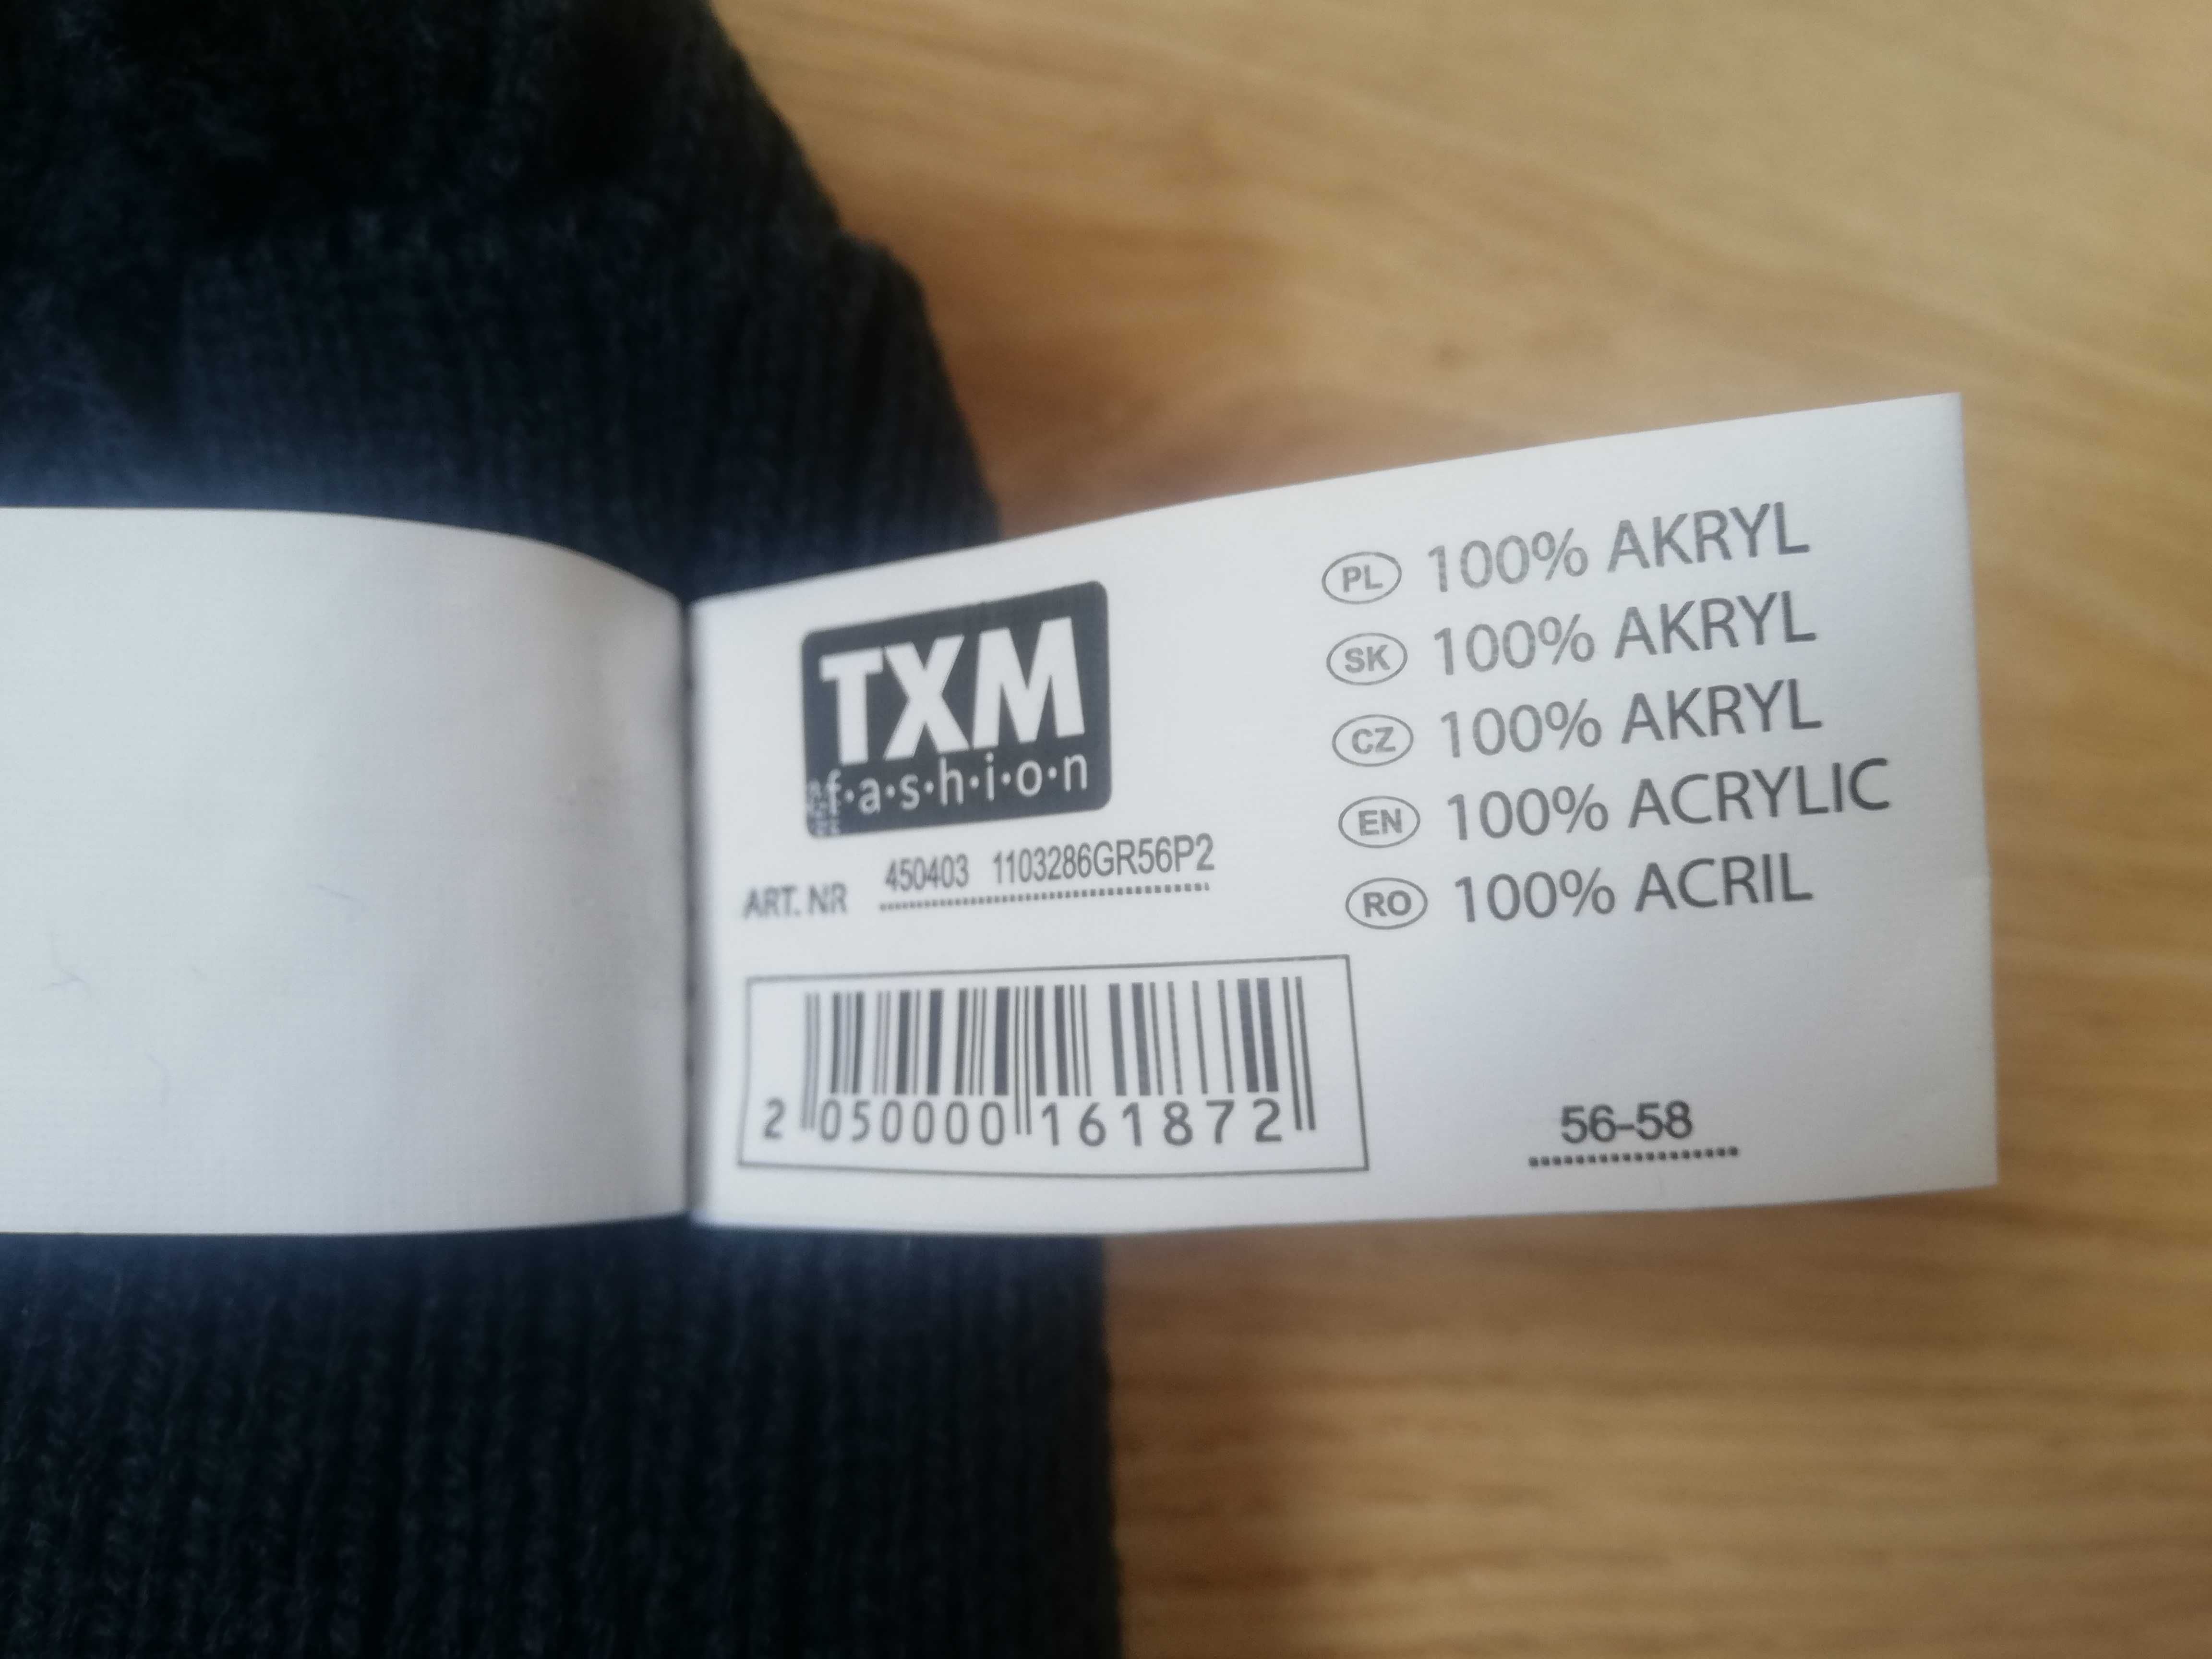 TXM
f·a·s·h·i·o·n
ART. NR 450403 1103286GR56P2
2 050000 161872
PL 100% AKRYL
SK 100% AKRYL
CZ 100% AKRYL
EN 100% ACRYLIC
RO 100% ACRIL
56-58